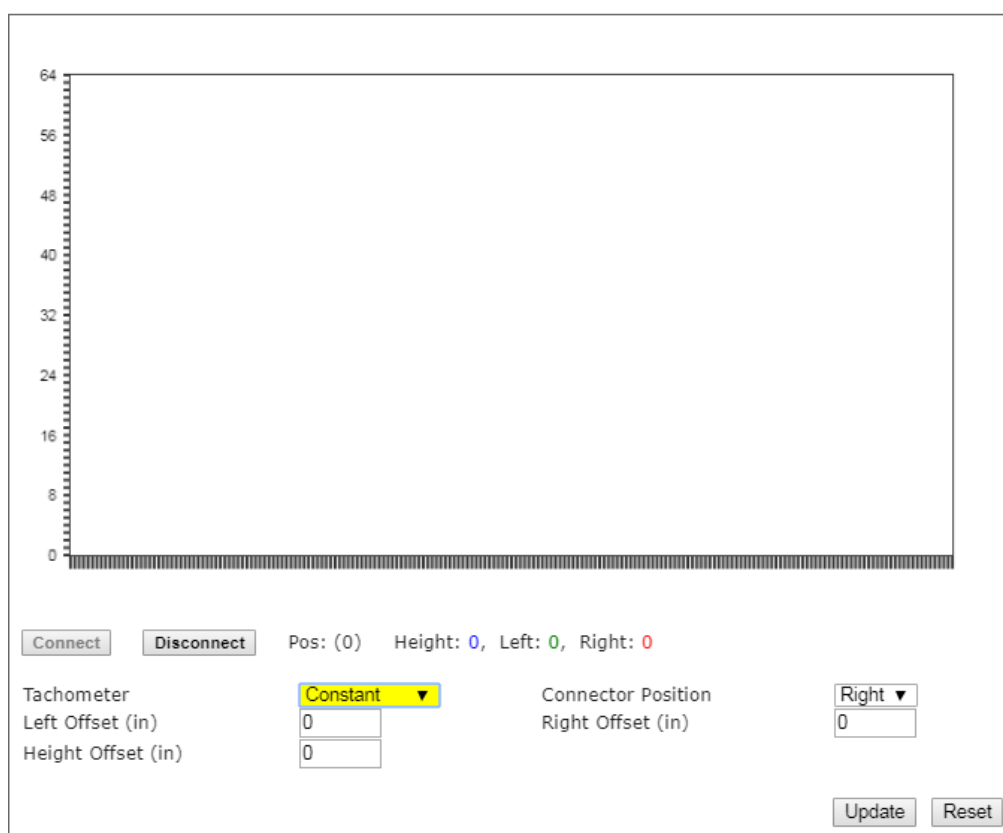 64
56
48
40
32
24
16
8
0
Connect Disconnect Pos: (0) Height: 0, Left: 0, Right: 0
Tachometer Constant ▼ Connector Position Right ▼
Left Offset (in) 0 Right Offset (in) 0
Height Offset (in) 0
Update Reset